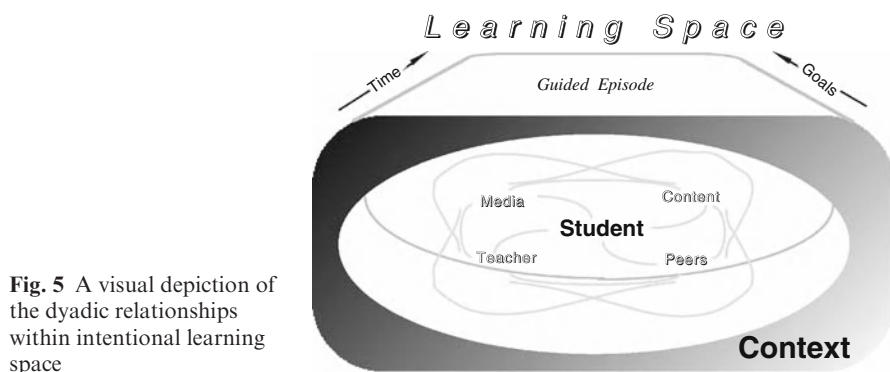 Learning Space
Time
Goals
Guided Episode
Media
Content
Student
Teacher
Peers
Context
Fig. 5 A visual depiction of
the dyadic relationships
within intentional learning
space